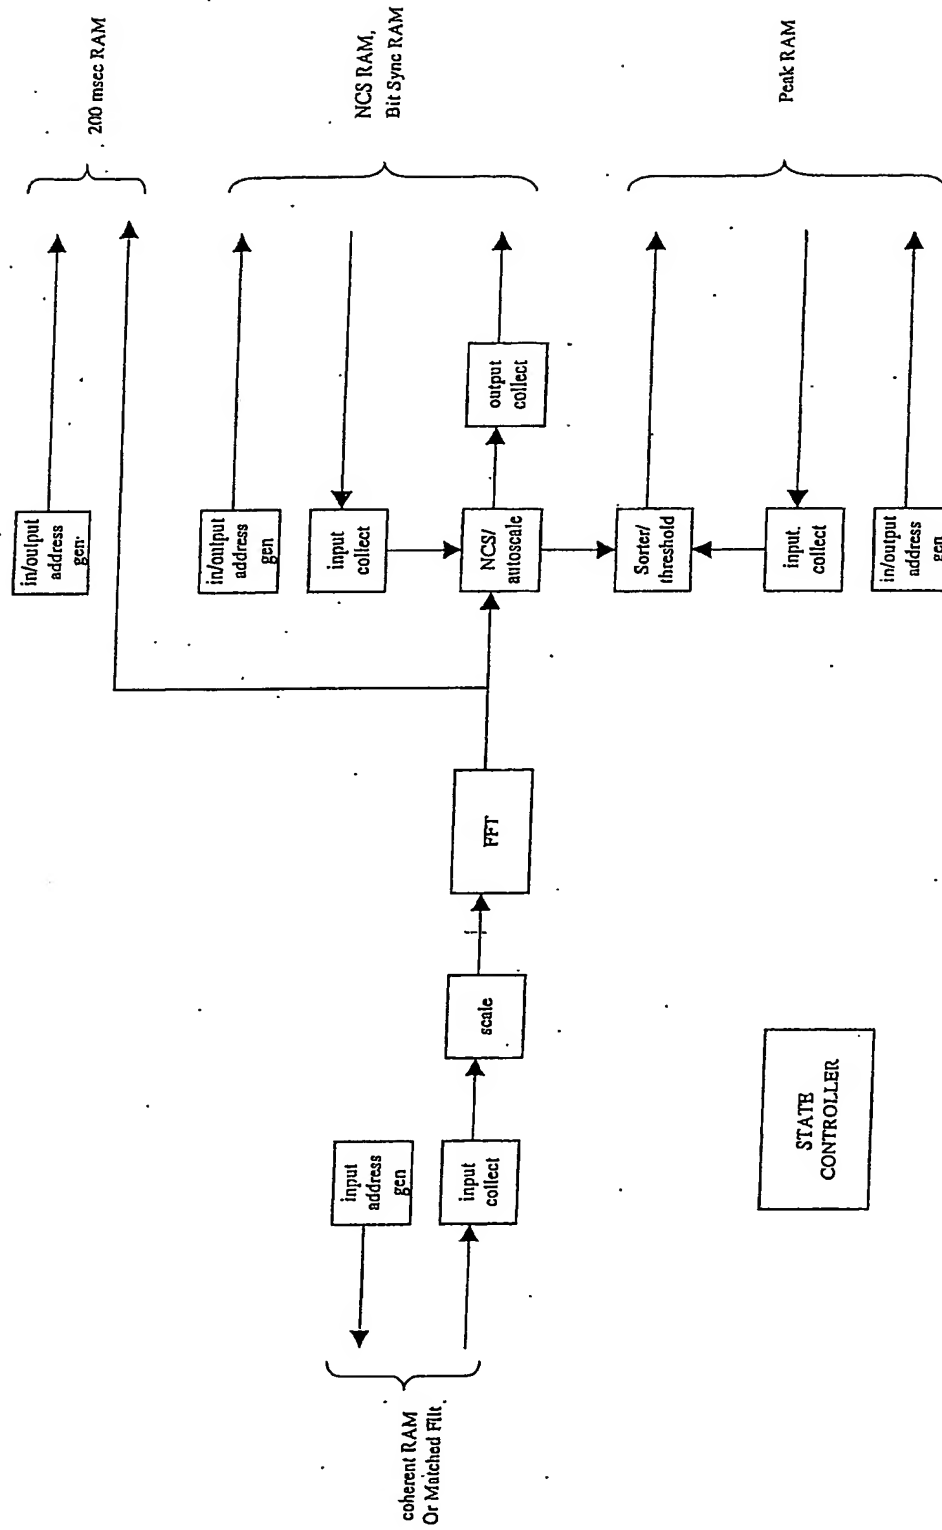 200 msec RAM
NCS RAM,
Bit Sync RAM
Peak RAM
in/output
address
gen.
in/output
address
gen
input
collect
NCS/
autoscale
output
collect
Sorter/
threshold
input.
collect
in/output
address
gen
FFT
scale
input
address
gen
input
collect
coherent RAM
Or Matched Filt.
STATE
CONTROLLER